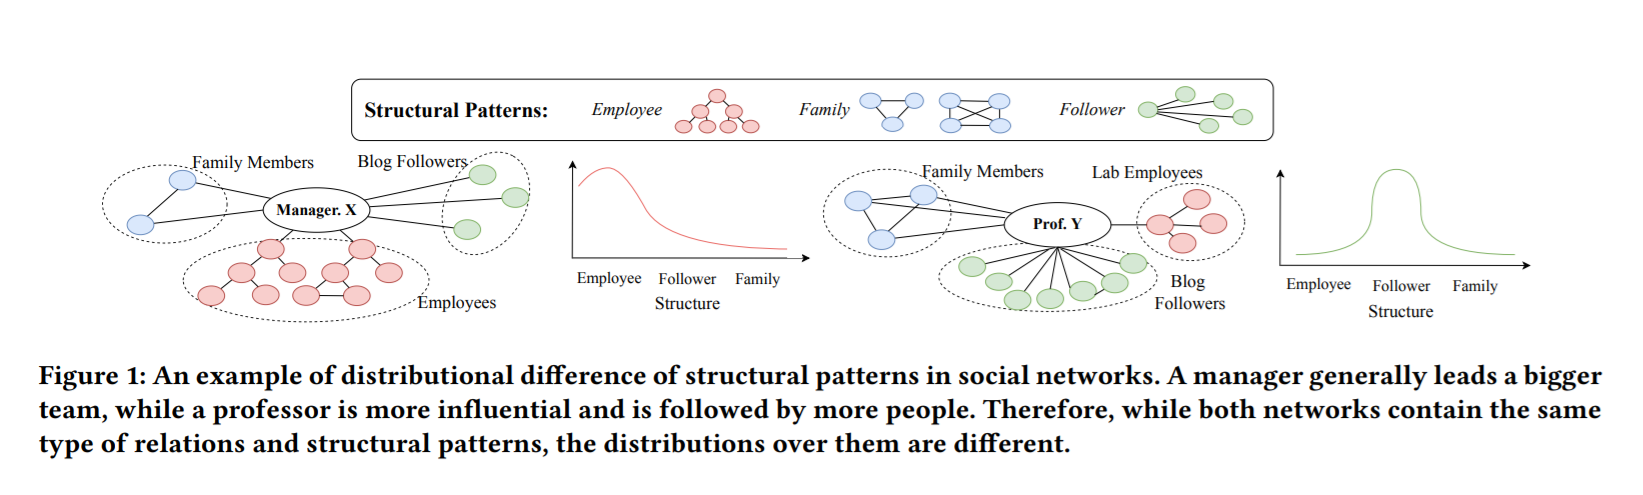 Structural Patterns: Employee Family Follower
Family Members
Blog Followers
Manager. X
Employees
Employee Follower Family
Structure
Family Members
Lab Employees
Prof. Y
Blog
Followers
Employee Follower Family
Structure
Figure 1: An example of distributional difference of structural patterns in social networks. A manager generally leads a bigger
team, while a professor is more influential and is followed by more people. Therefore, while both networks contain the same
type of relations and structural patterns, the distributions over them are different.